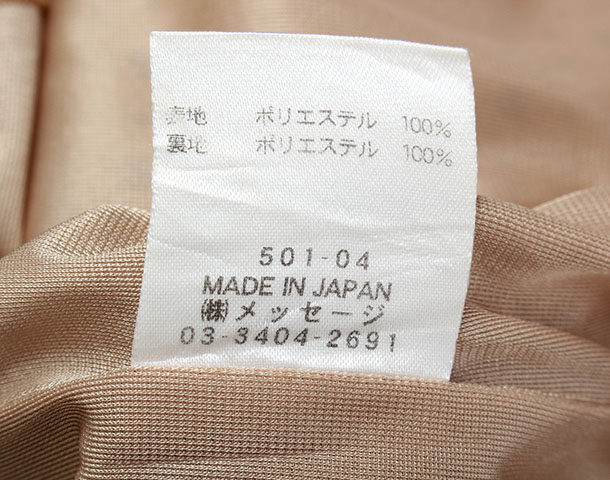 表地 ポリエステル 100%
裏地 ポリエステル 100%
501-04
MADE IN JAPAN
㈱メッセージ
03-3404-2691